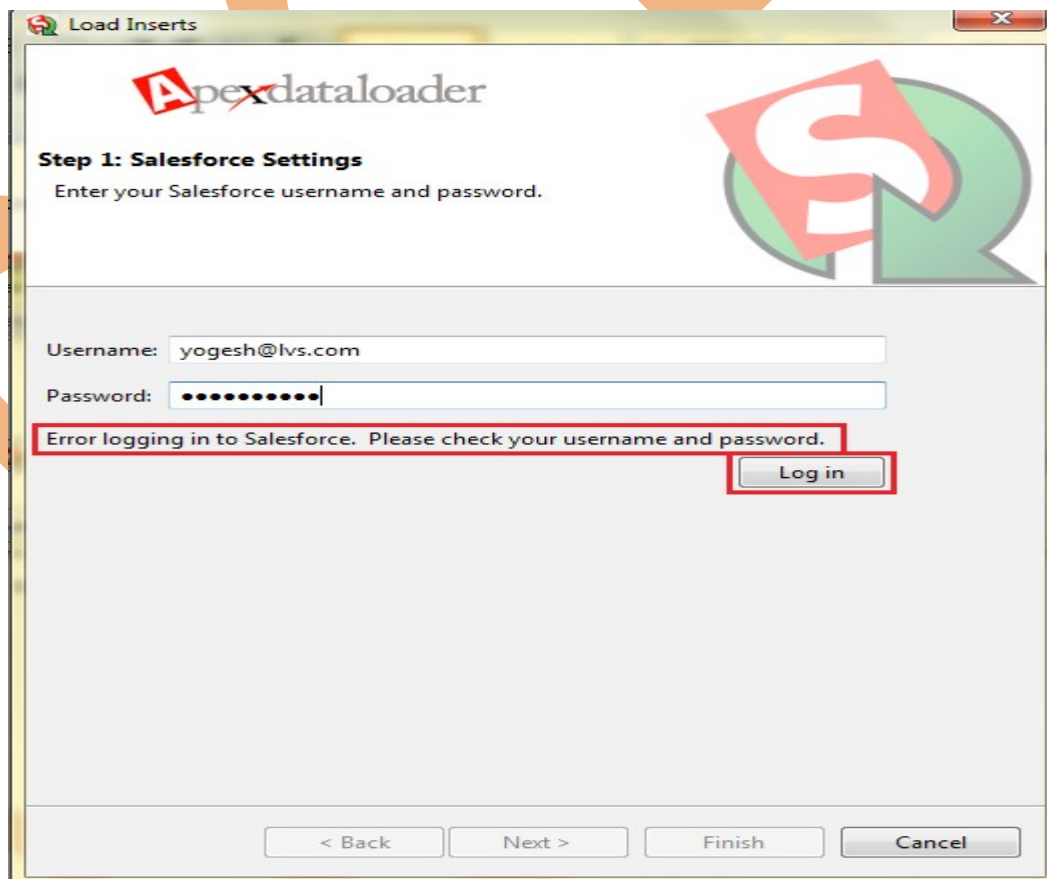 Load Inserts
Apexdataloader
Step 1: Salesforce Settings
Enter your Salesforce username and password.
Username: yogesh@lvs.com
Password: ••••••••••
Error logging in to Salesforce.  Please check your username and password.
Log in
< Back Next > Finish Cancel